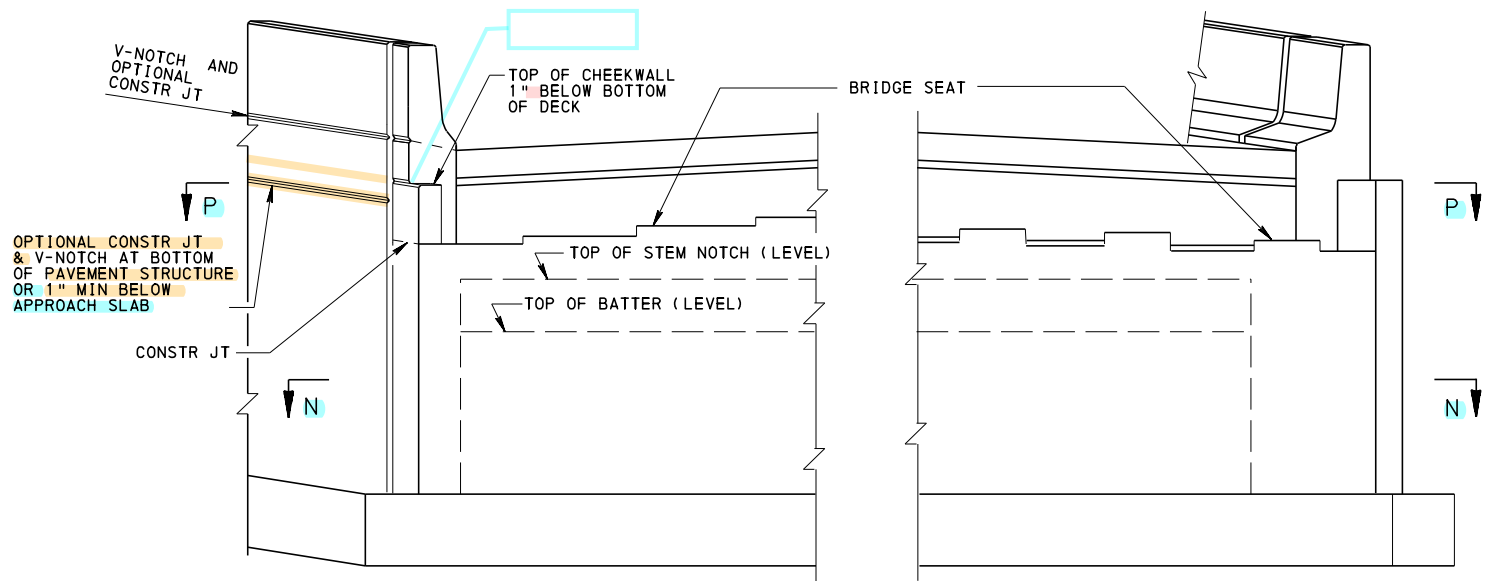 V-NOTCH AND
OPTIONAL
CONSTR JT
TOP OF CHEEKWALL
1" BELOW BOTTOM
OF DECK
BRIDGE SEAT
P
P
OPTIONAL CONSTR JT
& V-NOTCH AT BOTTOM
OF PAVEMENT STRUCTURE
OR 1" MIN BELOW
APPROACH SLAB
TOP OF STEM NOTCH (LEVEL)
TOP OF BATTER (LEVEL)
CONSTR JT
N
N